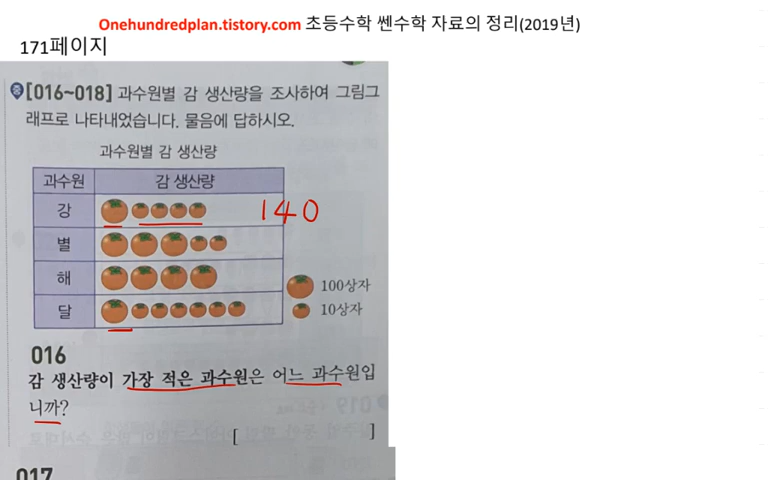 Onehundredplan.tistory.com 초등수학 쎈수학 자료의 정리(2019년)
171페이지
[016~018] 과수원별 감 생산량을 조사하여 그림그
래프로 나타내었습니다. 물음에 답하시오.
과수원별 감 생산량
과수원 감 생산량
강 140
별
해
100상자
달 10상자
016
감 생산량이 가장 적은 과수원은 어느 과수원입
니까?
[ ]
017